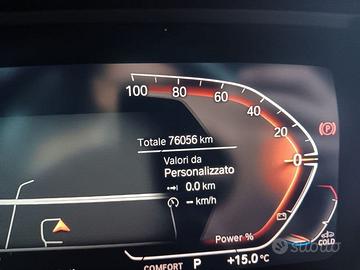 100
80
60
40
20
0
Totale 76056 km
Valori da
Personalizzato
0.0 km
– km/h
Power %
COLD
COMFORT P +15.0°C
subito